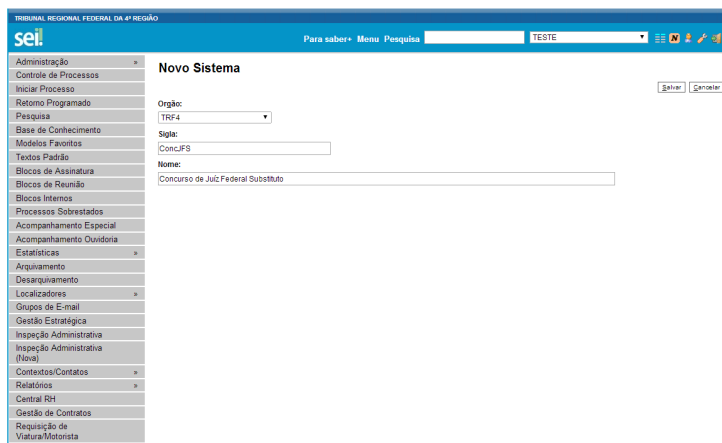 TRIBUNAL REGIONAL FEDERAL DA 4ª REGIÃO
sei!
Para saber+ Menu Pesquisa
TESTE
N
Administração »
Controle de Processos
Iniciar Processo
Retorno Programado
Pesquisa
Base de Conhecimento
Modelos Favoritos
Textos Padrão
Blocos de Assinatura
Blocos de Reunião
Blocos Internos
Processos Sobrestados
Acompanhamento Especial
Acompanhamento Ouvidoria
Estatísticas »
Arquivamento
Desarquivamento
Localizadores »
Grupos de E-mail
Gestão Estratégica
Inspeção Administrativa
Inspeção Administrativa
(Nova)
Contextos/Contatos »
Relatórios »
Central RH
Gestão de Contratos
Requisição de
Viatura/Motorista
Novo Sistema
Salvar Cancelar
Orgão:
TRF4
Sigla:
ConcJFS
Nome:
Concurso de Juíz Federal Substituto